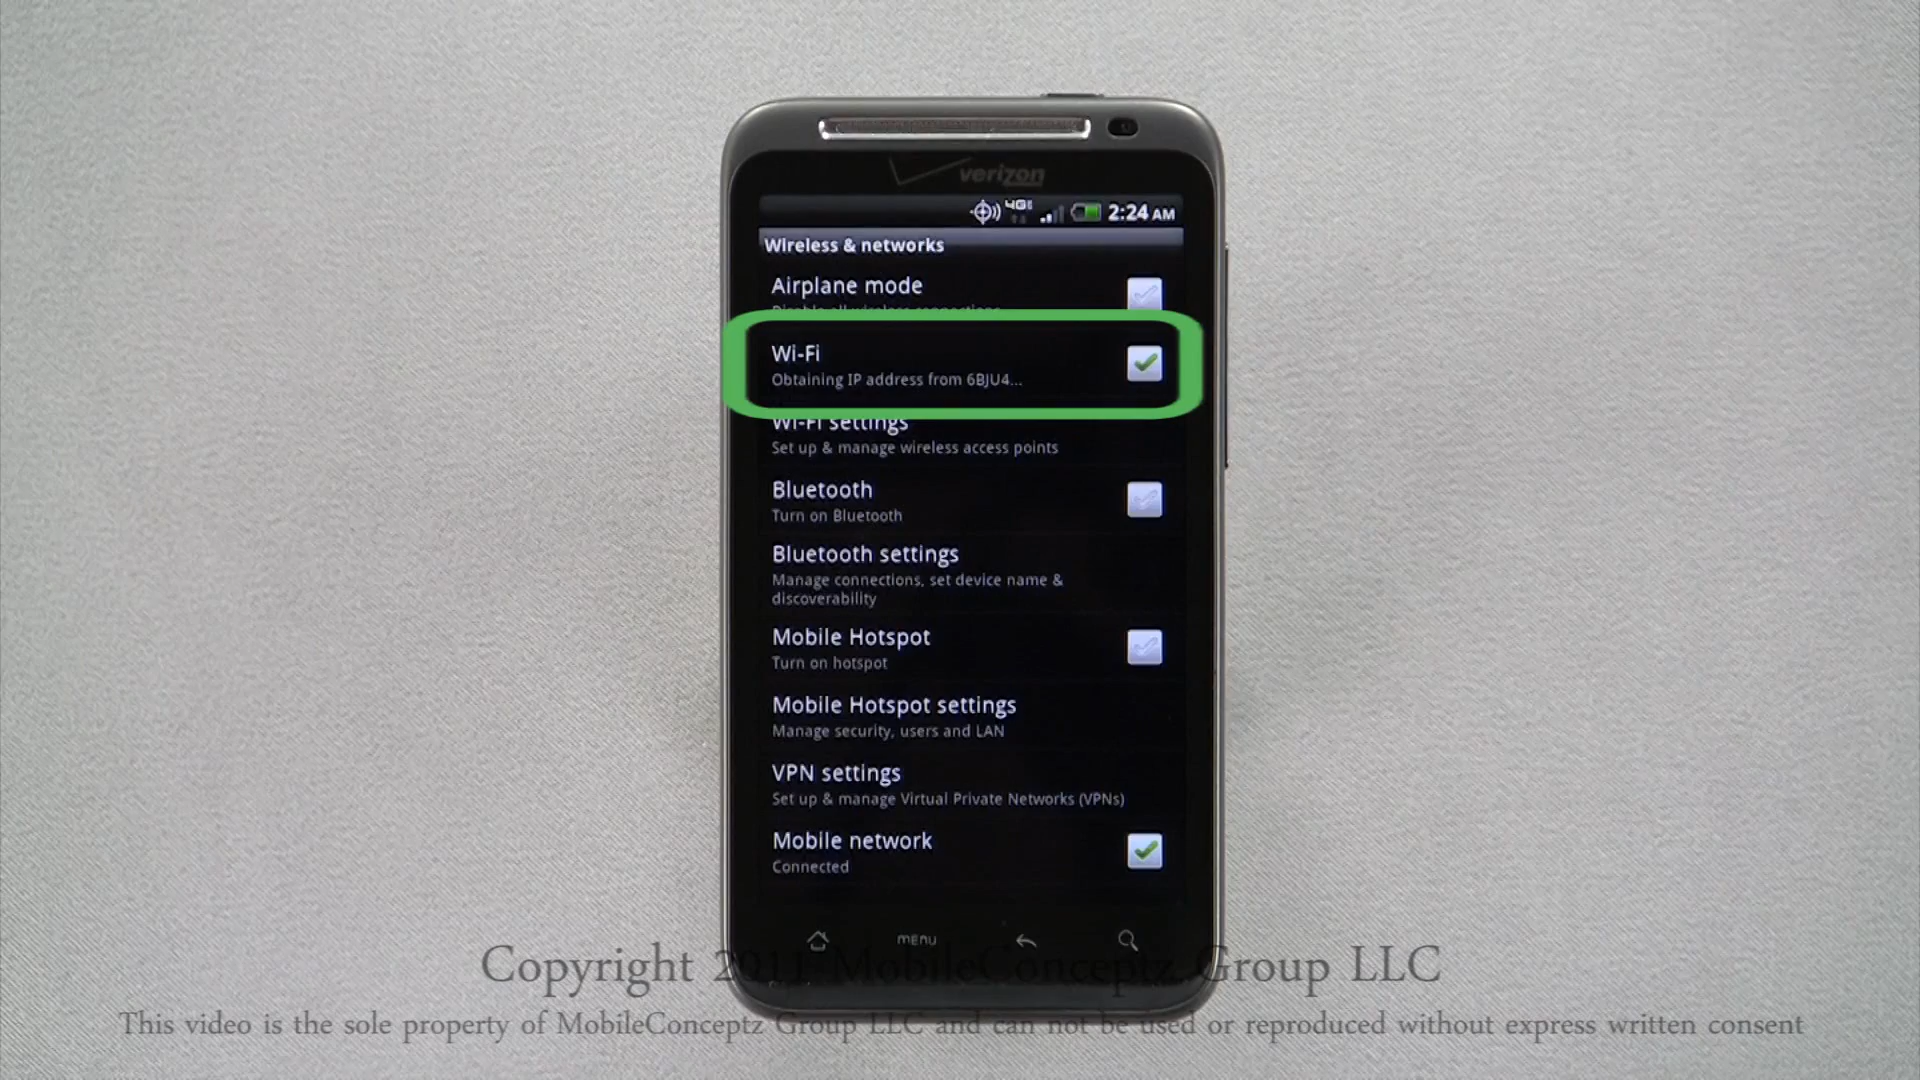 verizon
4G
2:24 AM
Wireless & networks
Airplane mode
Disable all wireless connections
Wi-Fi
Obtaining IP address from 6BJU4...
Wi-Fi settings
Set up & manage wireless access points
Bluetooth
Turn on Bluetooth
Bluetooth settings
Manage connections, set device name &
discoverability
Mobile Hotspot
Turn on hotspot
Mobile Hotspot settings
Manage security, users and LAN
VPN settings
Set up & manage Virtual Private Networks (VPNs)
Mobile network
Connected
menu
Copyright 2011 MobileConceptz Group LLC
This video is the sole property of MobileConceptz Group LLC and can not be used or reproduced without express written consent